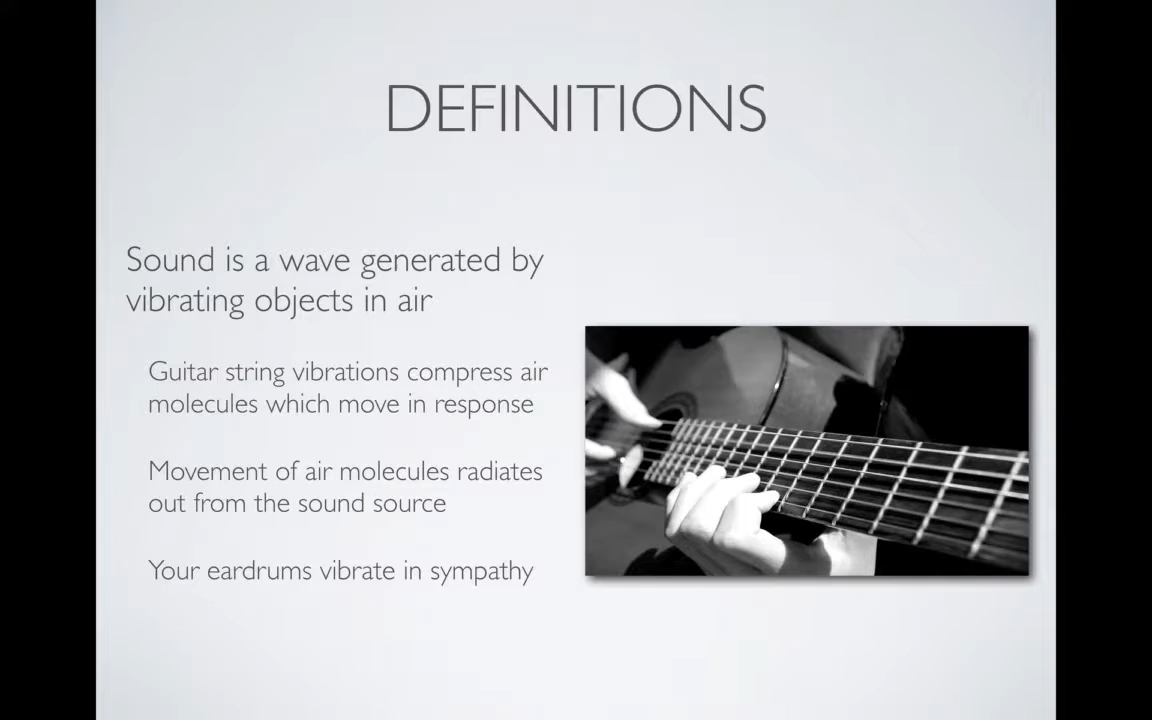 DEFINITIONS
Sound is a wave generated by
vibrating objects in air
Guitar string vibrations compress air
molecules which move in response
Movement of air molecules radiates
out from the sound source
Your eardrums vibrate in sympathy